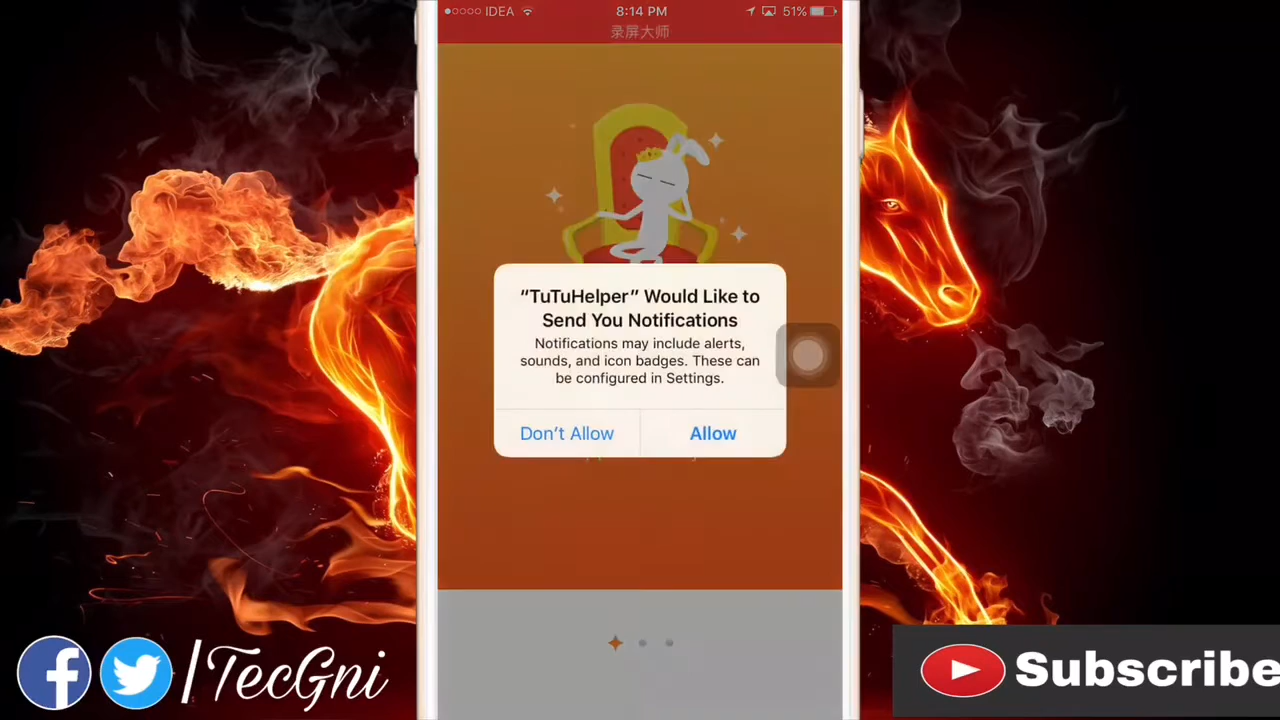 IDEA 8:14 PM 51%
录屏大师
“TuTuHelper” Would Like to
Send You Notifications
Notifications may include alerts,
sounds, and icon badges. These can
be configured in Settings.
Don’t Allow Allow
f |TecGni
Subscribe